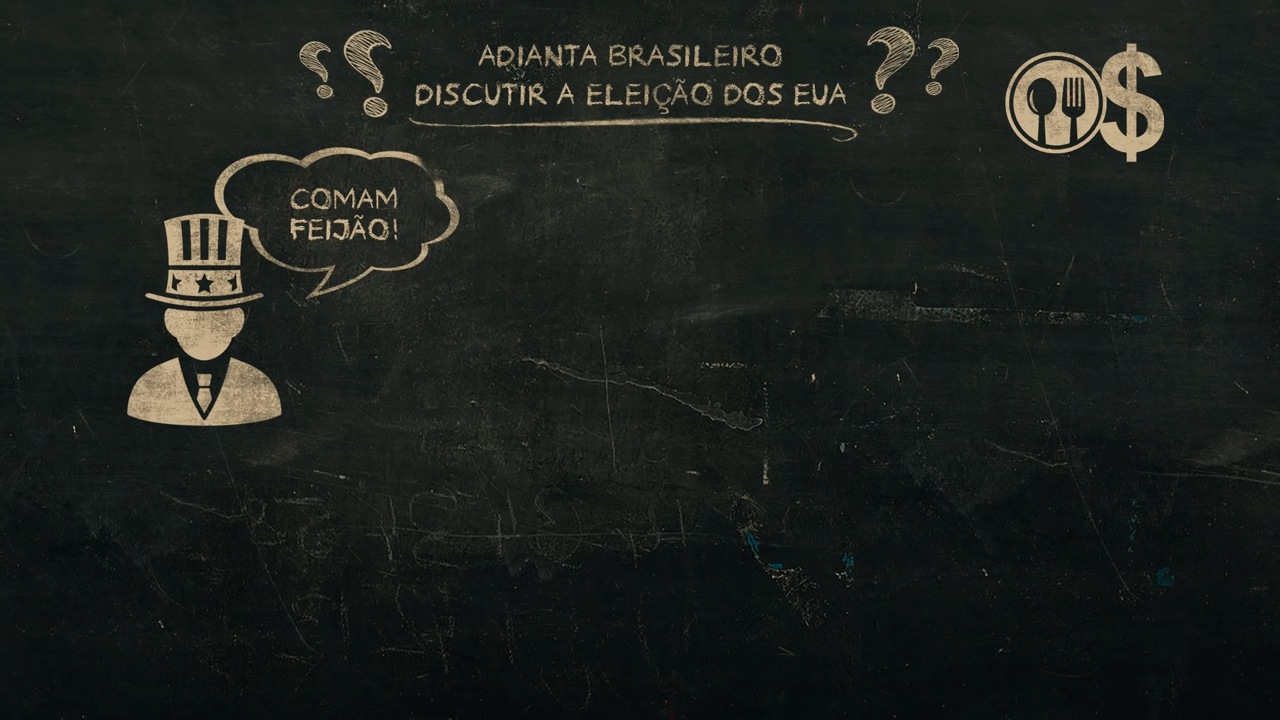 ADIANTA BRASILEIRO
DISCUTIR A ELEIÇÃO DOS EUA
? ? ? ?
$
COMAM
FEIJÃO!